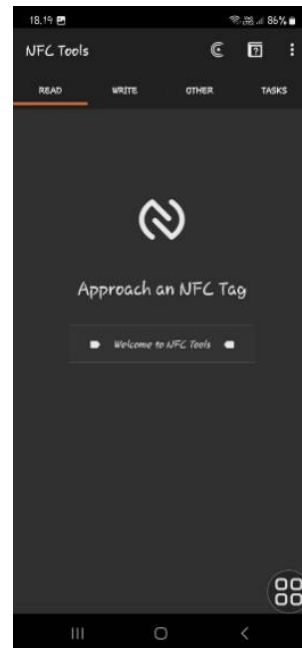 18.19 86%
NFC Tools
READ WRITE OTHER TASKS
Approach an NFC Tag
Welcome to NFC Tools